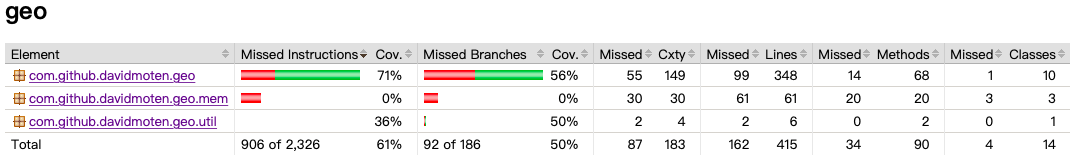 geo
Element Missed Instructions Cov. Missed Branches Cov. Missed Cxty Missed Lines Missed Methods Missed Classes
com.github.davidmoten.geo 71% 56% 55 149 99 348 14 68 1 10
com.github.davidmoten.geo.mem 0% 0% 30 30 61 61 20 20 3 3
com.github.davidmoten.geo.util 36% 50% 2 4 2 6 0 2 0 1
Total 906 of 2,326 61% 92 of 186 50% 87 183 162 415 34 90 4 14